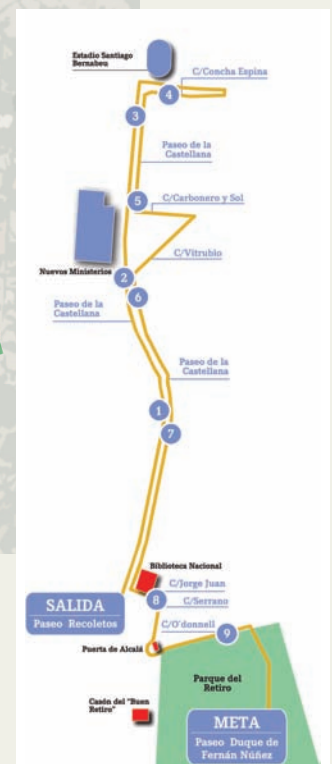 Estadio Santiago
Bernabeu
C/Concha Espina
4
3
Paseo de la
Castellana
5
C/Carbonero y Sol
C/Vitrubio
Nuevos Ministerios
2
6
Paseo de la
Castellana
Paseo de la
Castellana
1
7
Biblioteca Nacional
C/Jorge Juan
SALIDA
Paseo Recoletos
8
C/Serrano
C/O'donnell
9
Puerta de Alcalá
Parque del
Retiro
Casón del "Buen
Retiro"
META
Paseo Duque de
Fernán Núñez